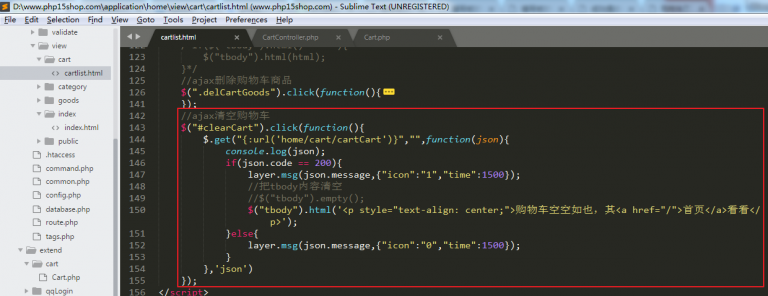 D:\www.php15shop.com\application\home\view\cart\cartlist.html (www.php15shop.com) - Sublime Text (UNREGISTERED)
File Edit Selection Find View Goto Tools Project Preferences Help
validate
view
cart
cartlist.html
category
goods
index
index.html
public
.htaccess
command.php
common.php
config.php
database.php
route.php
tags.php
extend
cart
Cart.php
qqLogin
cartlist.html CartController.php Cart.php
123 $("tbody").html(html);
124 }*/
125 //ajax删除购物车商品
126 $(".delCartGoods").click(function(){
141 });
142 //ajax清空购物车
143 $("#clearCart").click(function(){
144 $.get("{:url('home/cart/cartCart')}","",function(json){
145 console.log(json);
146 if(json.code == 200){
147 layer.msg(json.message,{"icon":"1","time":1500});
148 //把tbody内容清空
149 //$("tbody").empty();
150 $("tbody").html('<p style="text-align: center;">购物车空空如也，其<a href="/">首页</a>看看</
p>');
151 }else{
152 layer.msg(json.message,{"icon":"0","time":1500});
153 }
154 },'json')
155 });
156 </script>